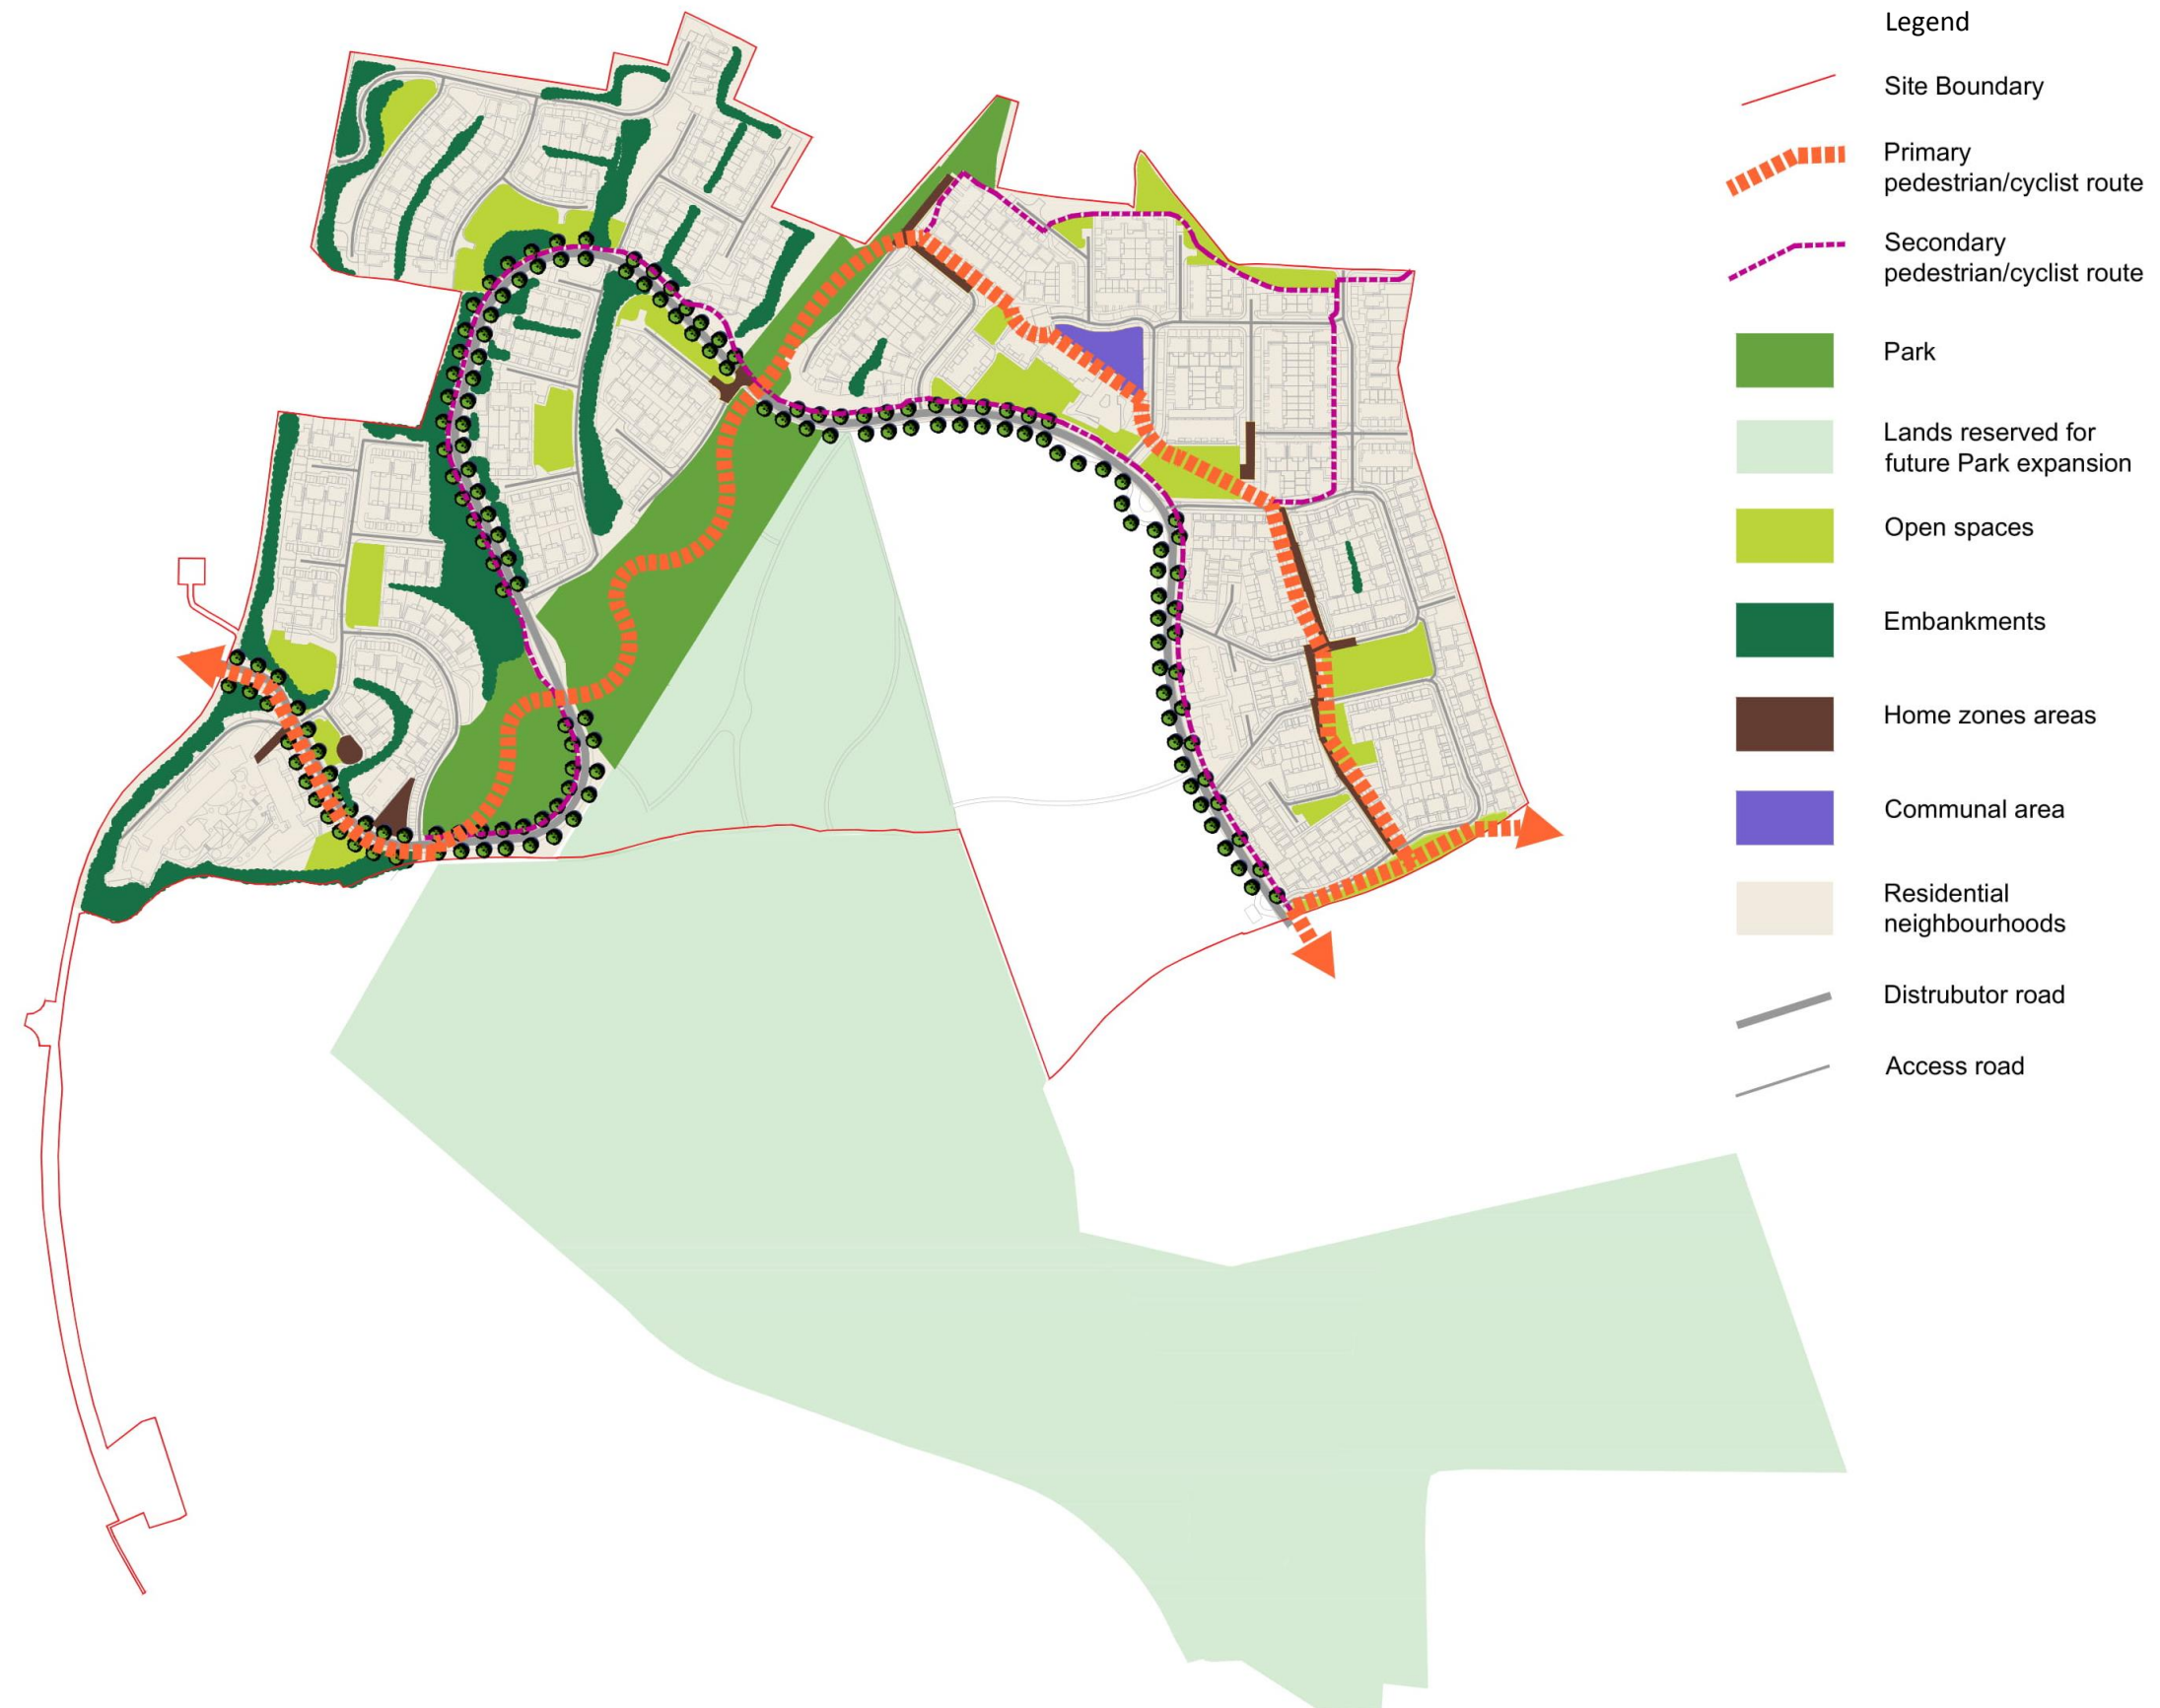 Legend
Site Boundary
Primary
pedestrian/cyclist route
Secondary
pedestrian/cyclist route
Park
Lands reserved for
future Park expansion
Open spaces
Embankments
Home zones areas
Communal area
Residential
neighbourhoods
Distrubutor road
Access road